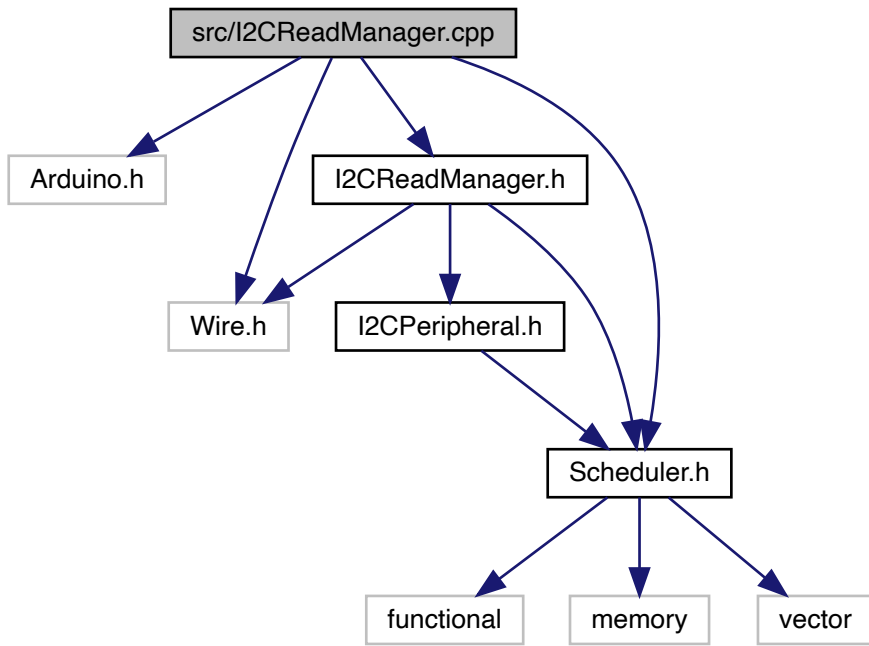 src/I2CReadManager.cpp
Arduino.h
I2CReadManager.h
Wire.h
I2CPeripheral.h
Scheduler.h
functional
memory
vector